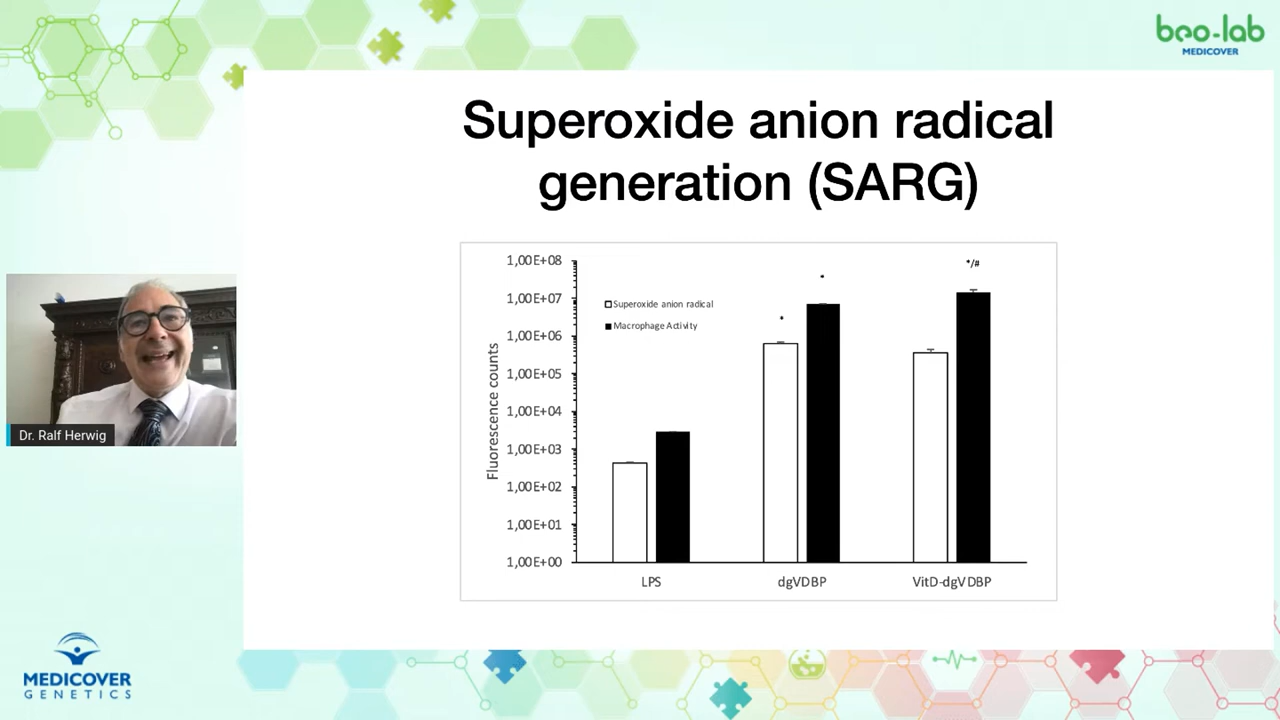 beo-lab
MEDICOVER
Superoxide anion radical
generation (SARG)
1,00E+08
1,00E+07
1,00E+06
1,00E+05
1,00E+04
1,00E+03
1,00E+02
1,00E+01
1,00E+00
Fluorescence counts
Superoxide anion radical
Macrophage Activity
*
*
*/#
LPS
dgVDBP
VitD-dgVDBP
Dr. Ralf Herwig
MEDICOVER
GENETICS